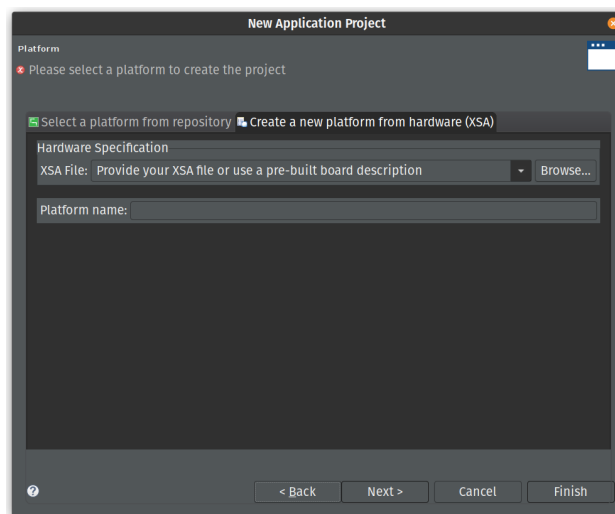 New Application Project
Platform
Please select a platform to create the project
Select a platform from repository Create a new platform from hardware (XSA)
Hardware Specification
XSA File: Provide your XSA file or use a pre-built board description Browse...
Platform name:
? < Back Next > Cancel Finish